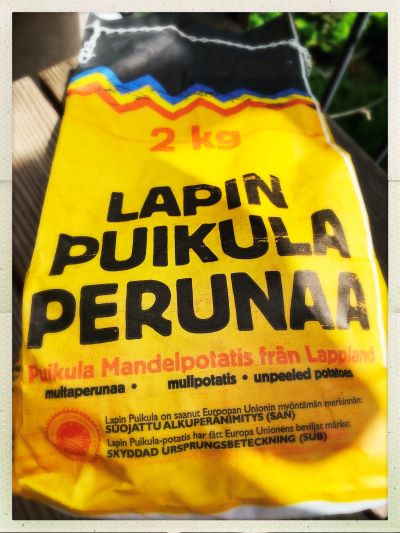 2 kg
LAPIN
PUIKULA
PERUNAA
Puikula Mandelpotatis från Lappland
multaperunaa • mullpotatis • unpeeled potatoes
Lapin Puikula on saanut Euroopan Unionin myöntämän merkinnän:
SUOJATTU ALKUPERÄNIMITYS (SAN)
Lapin Puikula-potatis har fått Europa Unionens beviljat märke:
SKYDDAD URSPRUNGSBETECKNING (SUB)